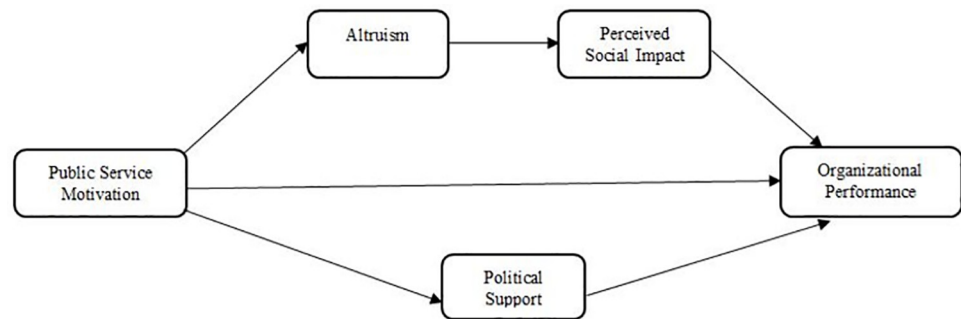 Altruism
Perceived
Social Impact
Public Service
Motivation
Organizational
Performance
Political
Support